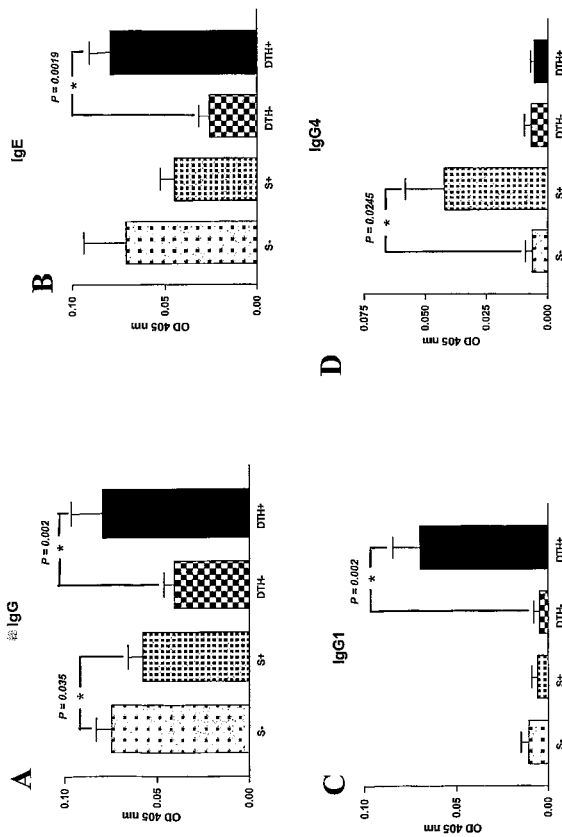 A
IgG
P = 0.035
*
P = 0.002
*
OD 405 nm
0.10
0.05
0.00
S-
S+
DTH-
DTH+
B
IgE
P = 0.0019
*
OD 405 nm
0.10
0.05
0.00
S-
S+
DTH-
DTH+
C
IgG1
P = 0.002
*
OD 405 nm
0.10
0.05
0.00
S-
S+
DTH-
DTH+
D
IgG4
P = 0.0245
*
OD 405 nm
0.075
0.050
0.025
0.000
S-
S+
DTH-
DTH+